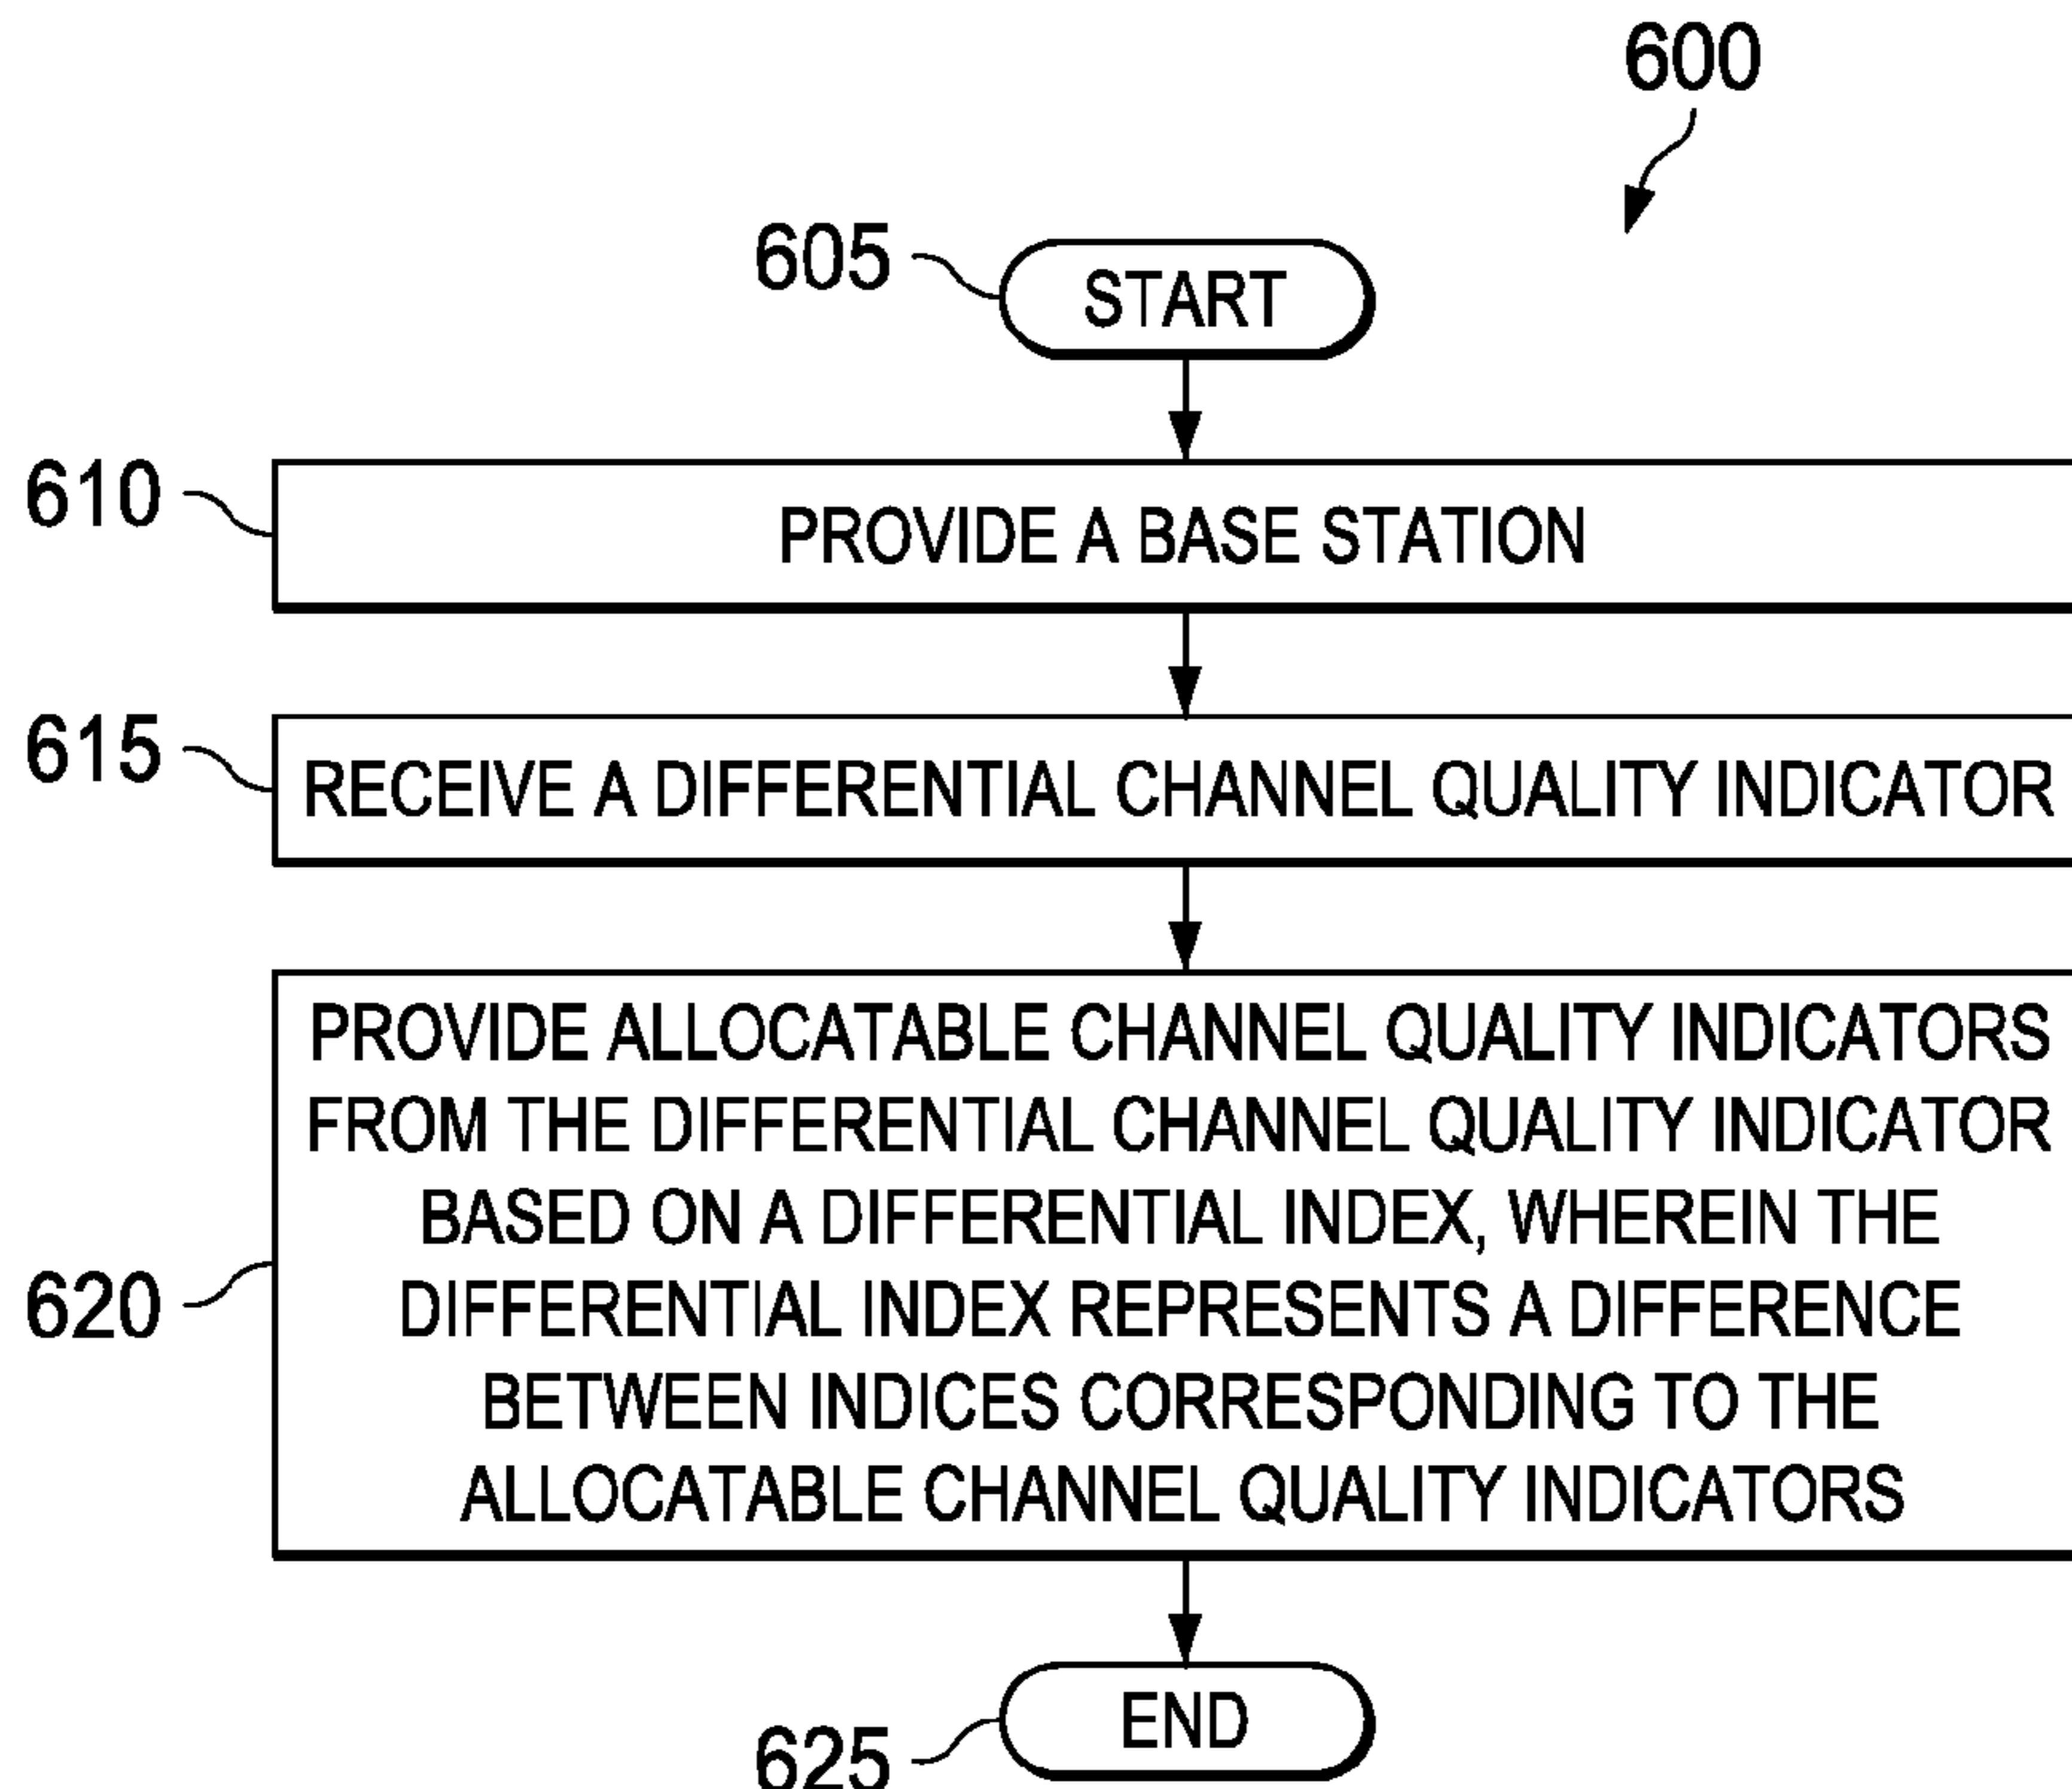 600
605
START
610
PROVIDE A BASE STATION
615
RECEIVE A DIFFERENTIAL CHANNEL QUALITY INDICATOR
620
PROVIDE ALLOCATABLE CHANNEL QUALITY INDICATORS
FROM THE DIFFERENTIAL CHANNEL QUALITY INDICATOR
BASED ON A DIFFERENTIAL INDEX, WHEREIN THE
DIFFERENTIAL INDEX REPRESENTS A DIFFERENCE
BETWEEN INDICES CORRESPONDING TO THE
ALLOCATABLE CHANNEL QUALITY INDICATORS
625
END